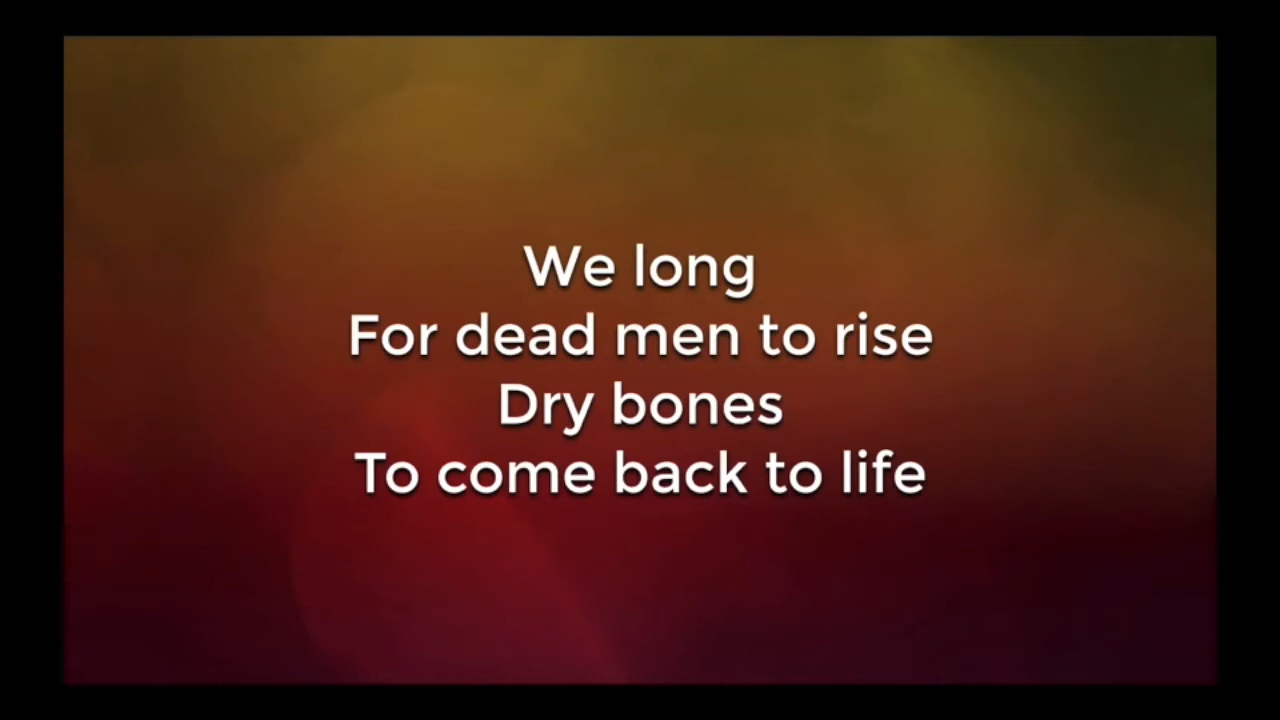 We long
For dead men to rise
Dry bones
To come back to life